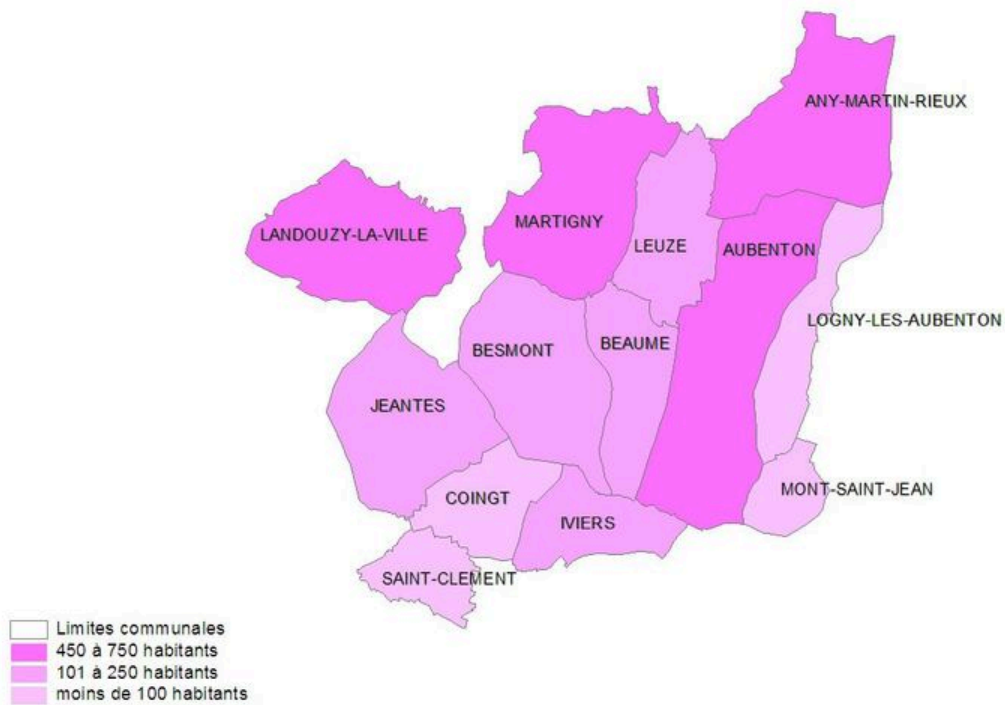 ANY-MARTIN-RIEUX
MARTIGNY
LANDOUZY-LA-VILLE
LEUZE
AUBENTON
LOGNY-LES-AUBENTON
BESMONT
BEAUME
JEANTES
MONT-SAINT-JEAN
COINGT
IVIERS
SAINT-CLEMENT
Limites communales
450 à 750 habitants
101 à 250 habitants
moins de 100 habitants